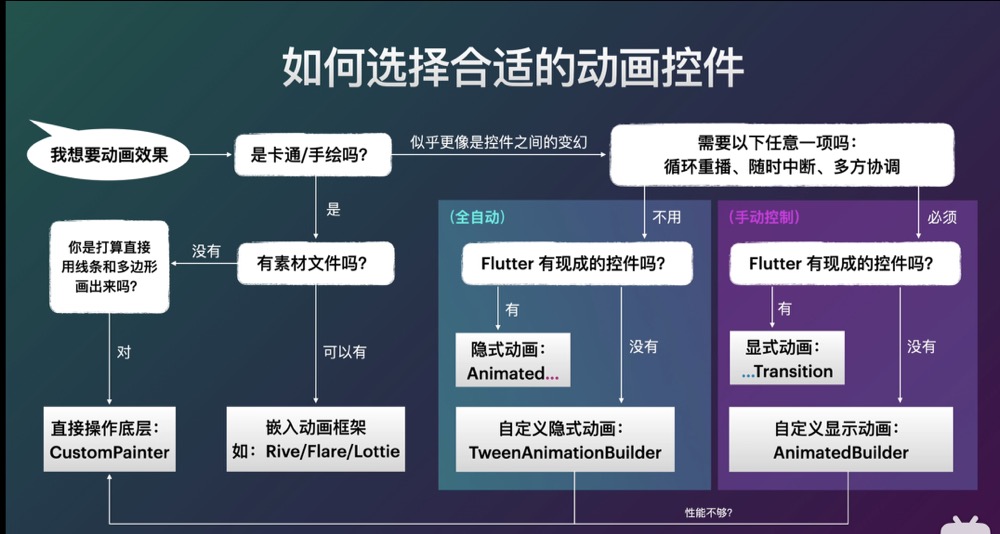 如何选择合适的动画控件
我想要动画效果
是卡通/手绘吗？
似乎更像是控件之间的变幻
需要以下任意一项吗：
循环重播、随时中断、多方协调
是
（全自动）
不用
（手动控制）
必须
你是打算直接
用线条和多边形
画出来吗？
没有
有素材文件吗？
Flutter 有现成的控件吗？
Flutter 有现成的控件吗？
有
有
对
可以有
隐式动画：
Animated...
没有
显式动画：
...Transition
没有
直接操作底层：
CustomPainter
嵌入动画框架
如：Rive/Flare/Lottie
自定义隐式动画：
TweenAnimationBuilder
自定义显示动画：
AnimatedBuilder
性能不够？